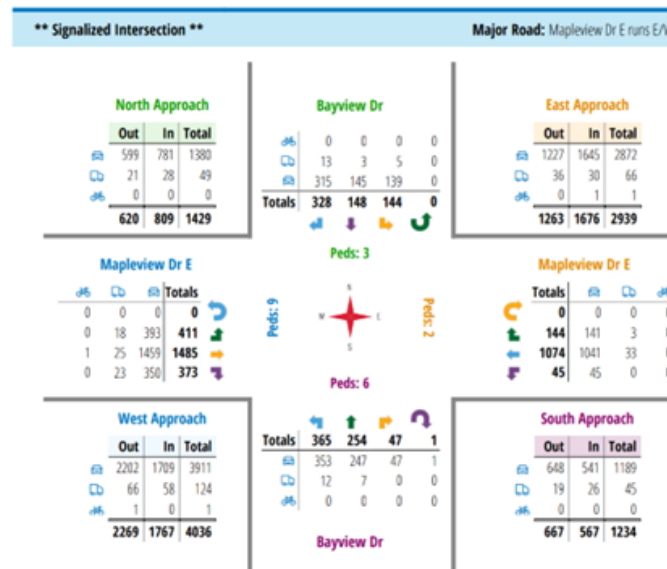 ** Signalized Intersection **
Major Road: Mapleview Dr E runs E/
North Approach
Out In Total
599 781 1380
21 28 49
0 0 0
620 809 1429
Bayview Dr
0 0 0 0
13 3 5 0
315 145 139 0
Totals 328 148 144 0
Peds: 3
East Approach
Out In Total
1227 1645 2872
36 30 66
0 1 1
1263 1676 2939
Mapleview Dr E
Totals
0 0 0 0
0 18 393 411
1 25 1459 1485
0 23 350 373
Peds: 9
N
W E
S
Peds: 2
Peds: 6
Mapleview Dr E
Totals
0 0 0
144 141 3
1074 1041 33
45 45 0
West Approach
Out In Total
2202 1709 3911
66 58 124
1 0 1
2269 1767 4036
Totals 365 254 47 1
353 247 47 1
12 7 0 0
0 0 0 0
Bayview Dr
South Approach
Out In Total
648 541 1189
19 26 45
0 0 0
667 567 1234